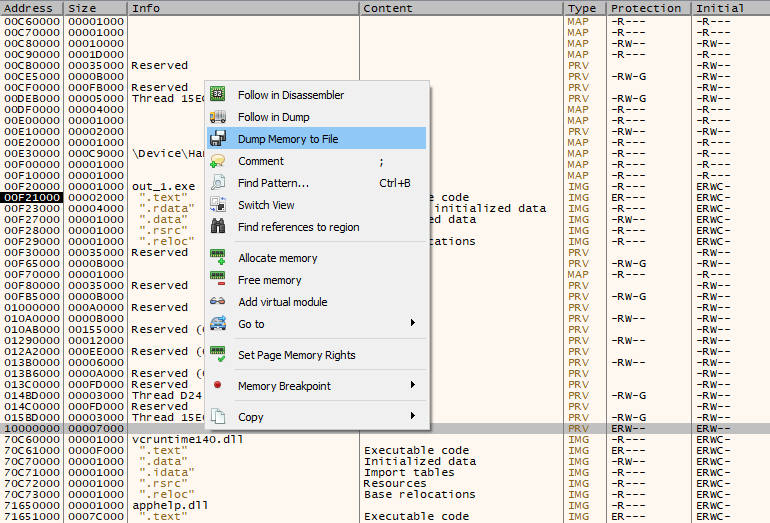 Address Size Info Content Type Protection Initial
00C60000 00001000 MAP -R--- -R---
00C70000 00001000 MAP -R--- -R---
00C80000 00010000 MAP -RW-- -RW--
00C90000 0001D000 MAP -R--- -R---
00CB0000 00035000 Reserved PRV -RW--
00CE5000 0000B000 PRV -RW-G -RW--
00CF0000 000FB000 Reserved PRV -RW--
00DEB000 00005000 Thread 15E PRV -RW-G -RW--
00DF0000 00004000 MAP -R--- -R---
00E00000 00001000 MAP -R--- -R---
00E10000 00002000 PRV -RW-- -RW--
00E20000 00001000 MAP -R--- -R---
00E30000 000C9000 \Device\Har MAP -R--- -R---
00F00000 00001000 MAP -R--- -R---
00F10000 00001000 MAP -R--- -R---
00F20000 00001000 out_1.exe IMG -R--- ERWC-
00F21000 00002000 ".text" le code IMG ER--- ERWC-
00F23000 00004000 ".rdata" initialized data IMG -R--- ERWC-
00F27000 00001000 ".data" ed data IMG -RW-- ERWC-
00F28000 00001000 ".rsrc" IMG -R--- ERWC-
00F29000 00001000 ".reloc" cations IMG -R--- ERWC-
00F30000 00035000 Reserved PRV -RW--
00F65000 0000B000 PRV -RW-G -RW--
00F70000 00001000 MAP -R--- -R---
00F80000 00035000 Reserved PRV -RW--
00FB5000 0000B000 PRV -RW-G -RW--
01000000 000A0000 Reserved PRV -RW--
010A0000 0000B000 PRV -RW-- -RW--
010AB000 00155000 Reserved ( PRV -RW--
01290000 00012000 PRV -RW-- -RW--
012A2000 000EE000 Reserved ( PRV -RW--
013B0000 00006000 PRV -RW-- -RW--
013B6000 0000A000 Reserved ( PRV -RW--
013C0000 000FD000 Reserved PRV -RW--
014BD000 00003000 Thread D24 PRV -RW-G -RW--
014C0000 000FD000 Reserved PRV -RW--
015BD000 00003000 Thread 15E PRV -RW-G -RW--
10000000 00007000 PRV ERW-- ERW--
70C60000 00001000 vcruntime140.dll IMG -R--- ERWC-
70C61000 0000F000 ".text" Executable code IMG ER--- ERWC-
70C70000 00001000 ".data" Initialized data IMG -RW-- ERWC-
70C71000 00001000 ".idata" Import tables IMG -R--- ERWC-
70C72000 00001000 ".rsrc" Resources IMG -R--- ERWC-
70C73000 00001000 ".reloc" Base relocations IMG -R--- ERWC-
71650000 00001000 apphelp.dll IMG -R--- ERWC-
71651000 0007C000 ".text" Executable code IMG ER--- ERWC-
Follow in Disassembler
Follow in Dump
Dump Memory to File
Comment ;
Find Pattern... Ctrl+B
Switch View
Find references to region
Allocate memory
Free memory
Add virtual module
Go to
Set Page Memory Rights
Memory Breakpoint
Copy